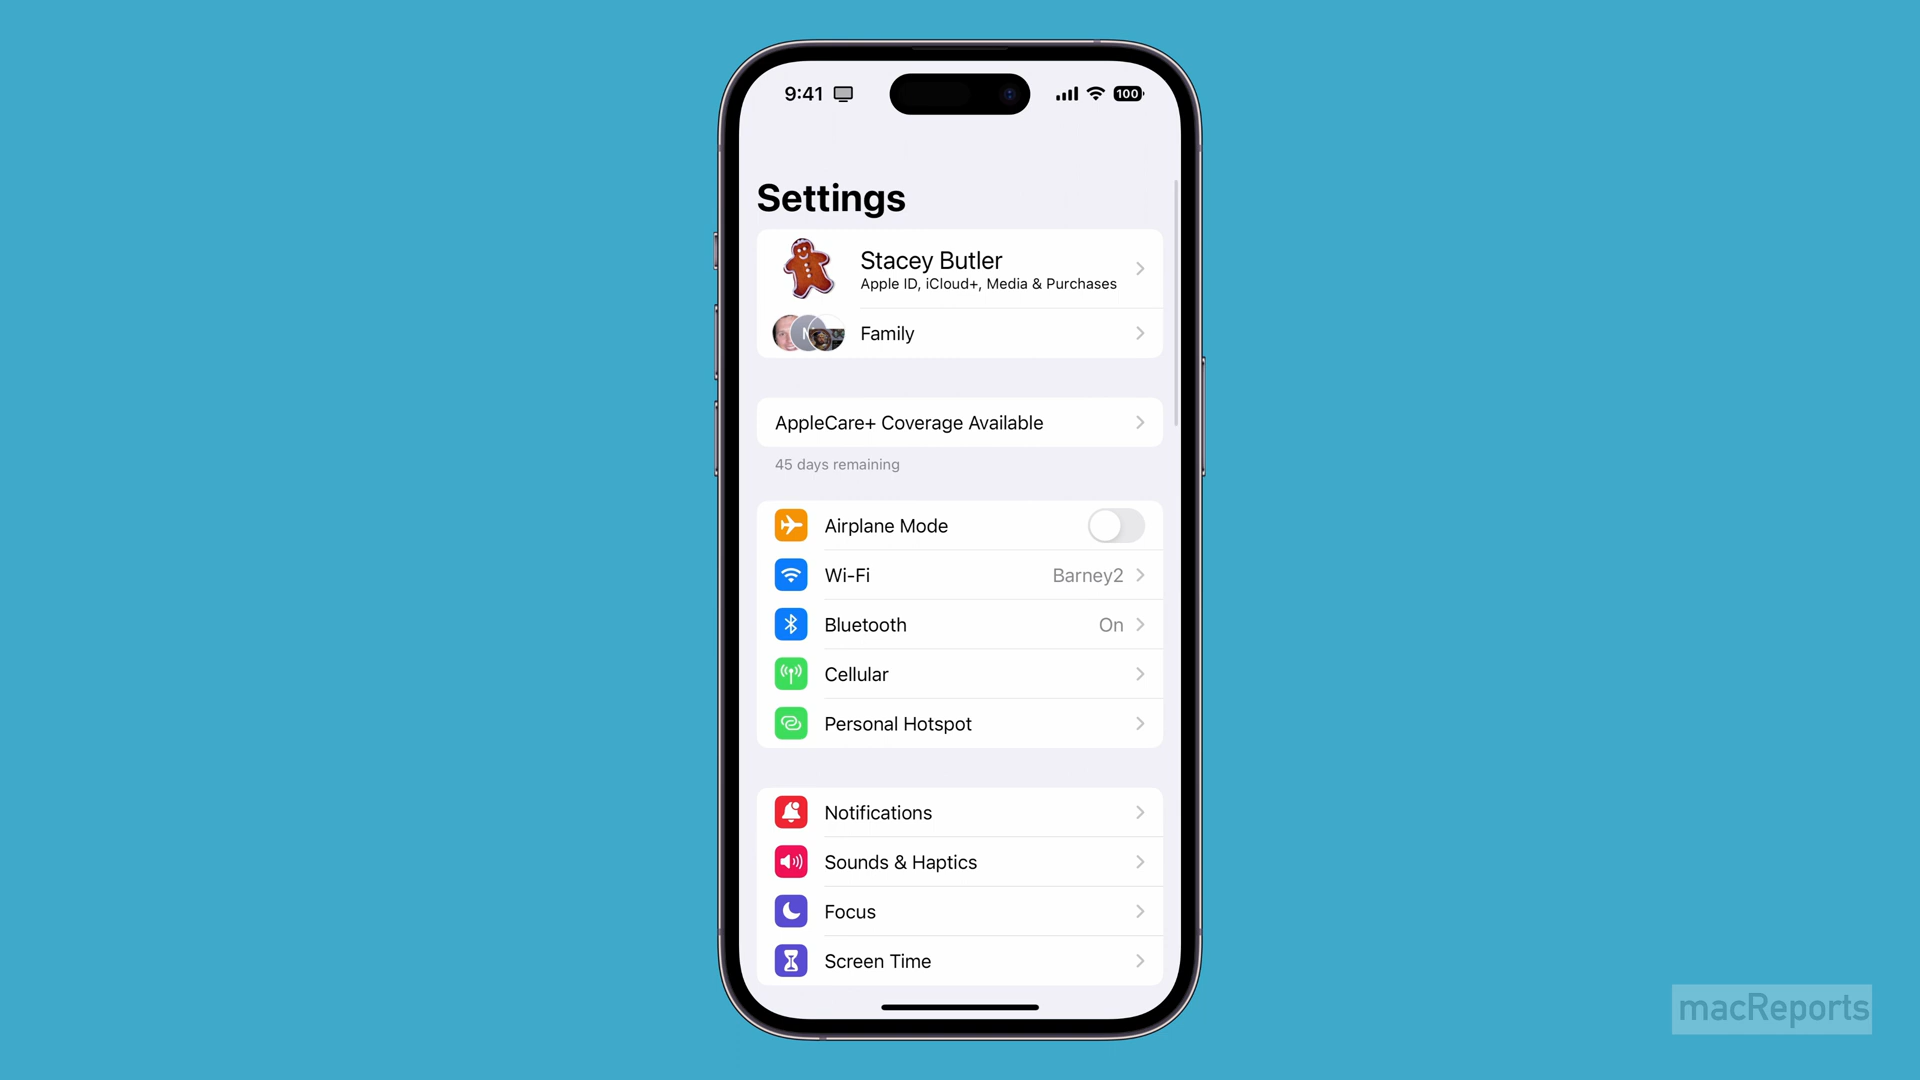 9:41
100
Settings
Stacey Butler
Apple ID, iCloud+, Media & Purchases
Family
AppleCare+ Coverage Available
45 days remaining
Airplane Mode
Wi-Fi Barney2
Bluetooth On
Cellular
Personal Hotspot
Notifications
Sounds & Haptics
Focus
Screen Time
macReports